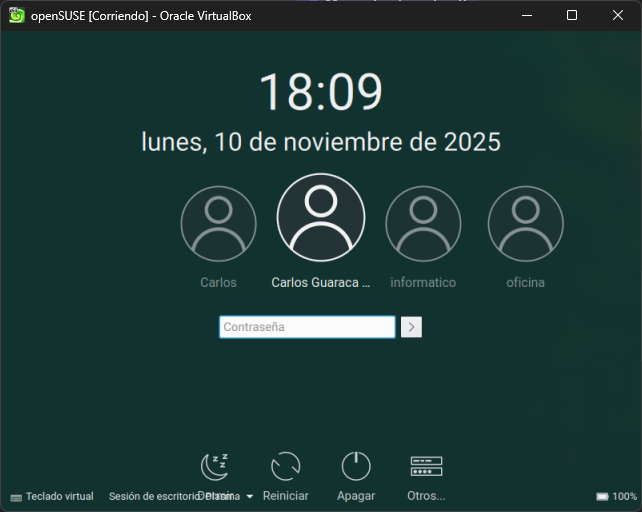 openSUSE [Corriendo] - Oracle VirtualBox
18:09
lunes, 10 de noviembre de 2025
Carlos
Carlos Guaraca ...
informatico
oficina
Contraseña
Dormir
Reiniciar
Apagar
Otros...
Teclado virtual
Sesión de escritorio: Plasma
100%